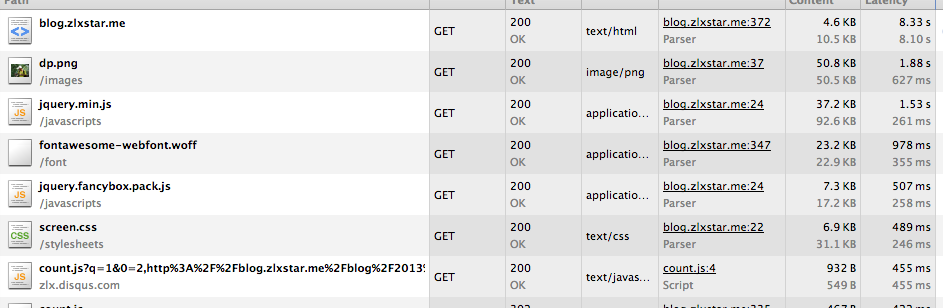 Path Text Content Latency
blog.zlxstar.me GET 200 OK text/html blog.zlxstar.me:372 Parser 4.6 KB 10.5 KB 8.33 s 8.10 s
dp.png /images GET 200 OK image/png blog.zlxstar.me:37 Parser 50.8 KB 50.5 KB 1.88 s 627 ms
jquery.min.js /javascripts GET 200 OK applicatio... blog.zlxstar.me:24 Parser 37.2 KB 92.6 KB 1.53 s 261 ms
fontawesome-webfont.woff /font GET 200 OK applicatio... blog.zlxstar.me:347 Parser 23.2 KB 22.9 KB 978 ms 355 ms
jquery.fancybox.pack.js /javascripts GET 200 OK applicatio... blog.zlxstar.me:24 Parser 7.3 KB 17.2 KB 507 ms 258 ms
screen.css /stylesheets GET 200 OK text/css blog.zlxstar.me:22 Parser 6.9 KB 31.1 KB 489 ms 246 ms
count.js?q=1&0=2,http%3A%2F%2Fblog.zlxstar.me%2Fblog%2F2013% zlx.disqus.com GET 200 OK text/javas... count.js:4 Script 932 B 549 B 455 ms 455 ms